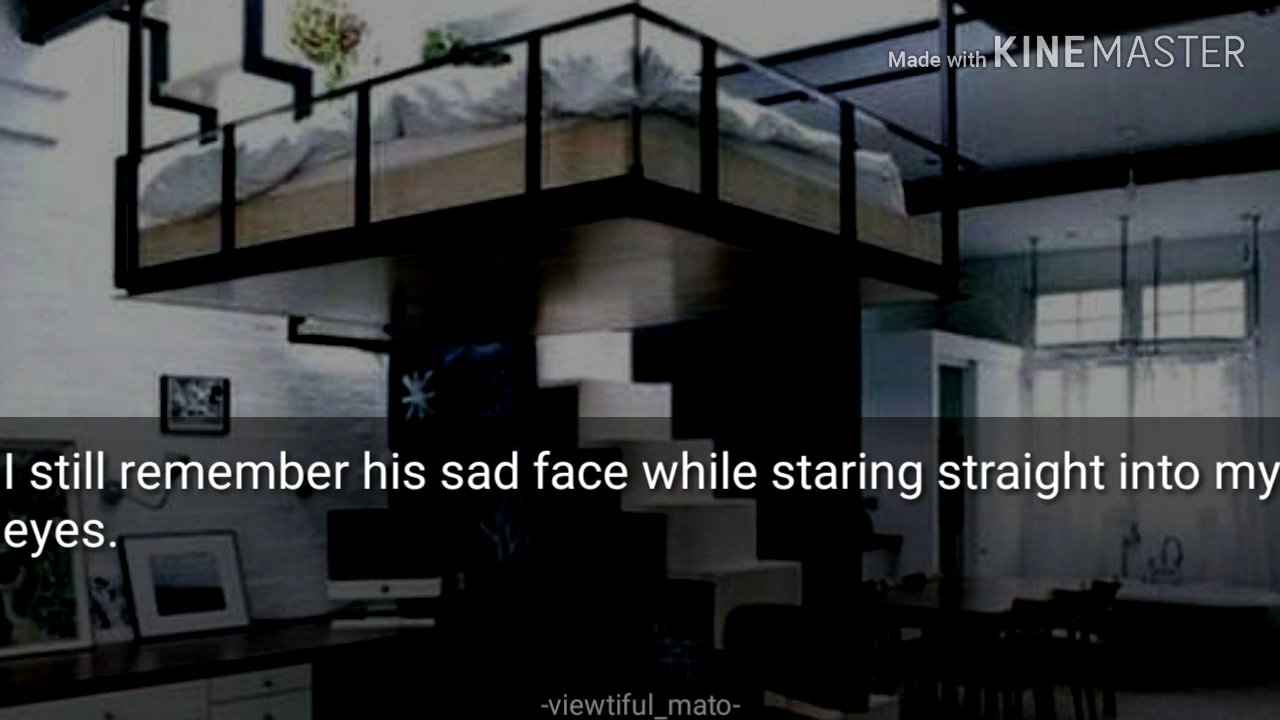 Made with KINEMASTER
I still remember his sad face while staring straight into my
eyes.
-viewtiful_mato-